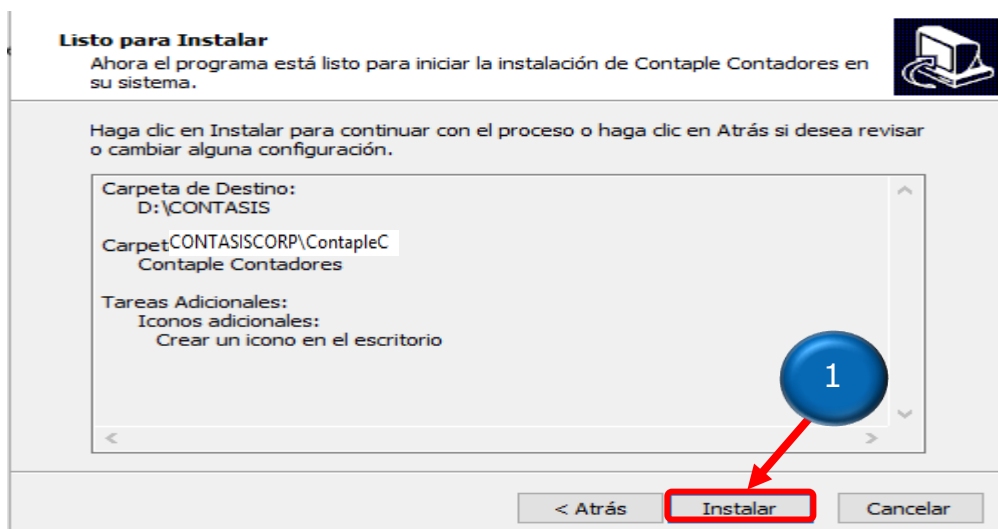 Listo para Instalar
Ahora el programa está listo para iniciar la instalación de Contaple Contadores en
su sistema.
Haga clic en Instalar para continuar con el proceso o haga clic en Atrás si desea revisar
o cambiar alguna configuración.
Carpeta de Destino:
D:\CONTASIS
CarpetCONTASISCORP\ContapleC
Contaple Contadores
Tareas Adicionales:
Iconos adicionales:
Crear un icono en el escritorio
1
< Atrás
Instalar
Cancelar